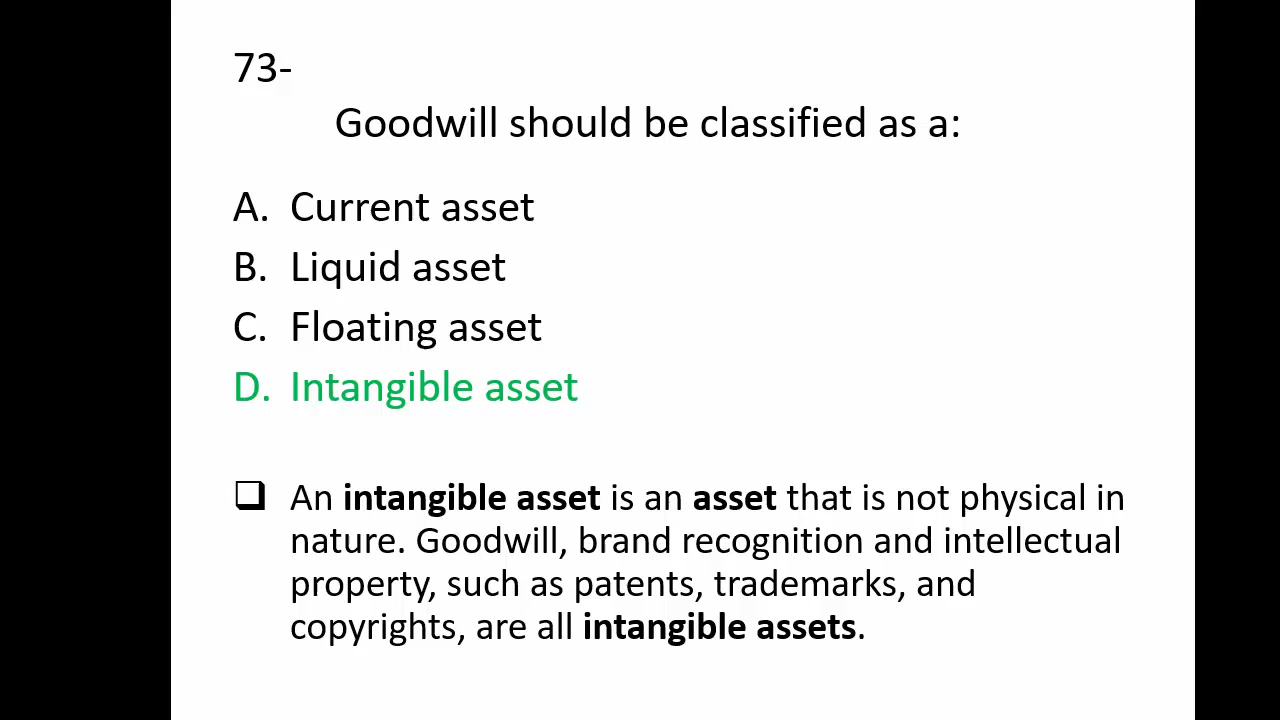 73-
Goodwill should be classified as a:
A. Current asset
B. Liquid asset
C. Floating asset
D. Intangible asset
❑ An intangible asset is an asset that is not physical in
nature. Goodwill, brand recognition and intellectual
property, such as patents, trademarks, and
copyrights, are all intangible assets.